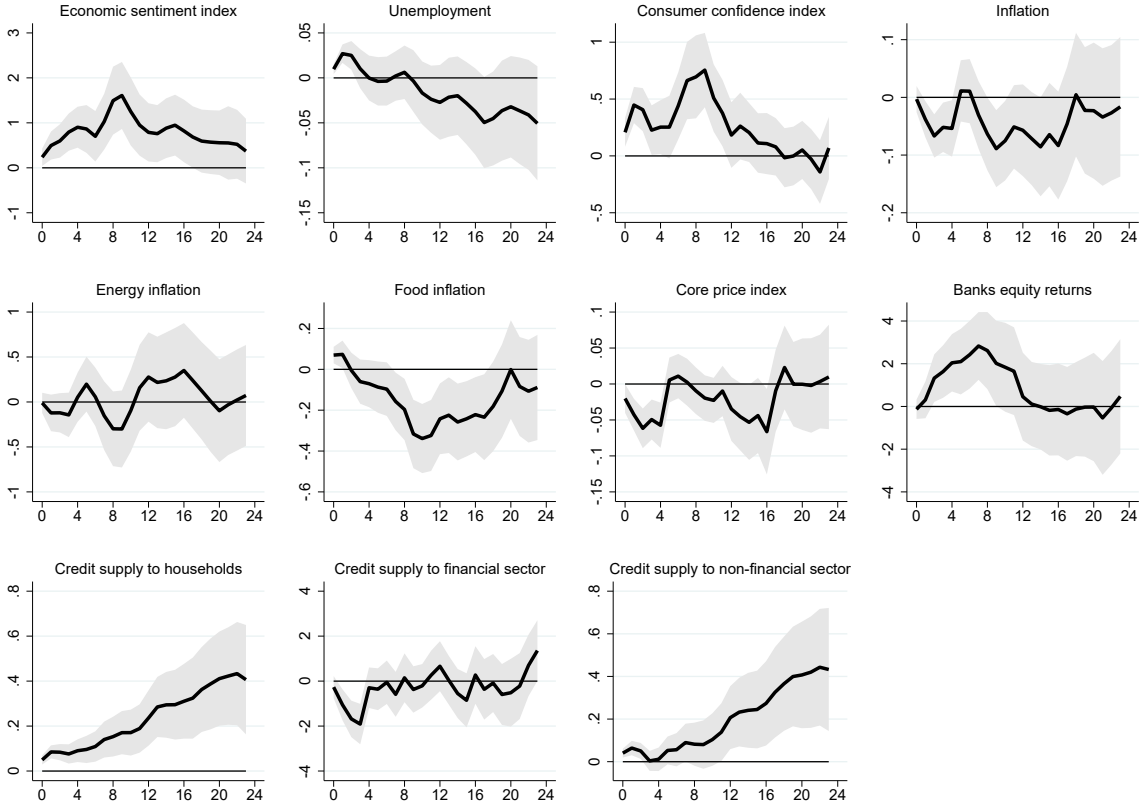 Economic sentiment index
-1 0 1 2 3
0 4 8 12 16 20 24
Unemployment
-.15 -.1 -.05 0 .05
0 4 8 12 16 20 24
Consumer confidence index
-.5 0 .5 1
0 4 8 12 16 20 24
Inflation
-.2 -.1 0 .1
0 4 8 12 16 20 24
Energy inflation
-1 -.5 0 .5 1
0 4 8 12 16 20 24
Food inflation
-.6 -.4 -.2 0 .2
0 4 8 12 16 20 24
Core price index
-.15 -.1 -.05 0 .05 .1
0 4 8 12 16 20 24
Banks equity returns
-4 -2 0 2 4
0 4 8 12 16 20 24
Credit supply to households
0 .2 .4 .6 .8
0 4 8 12 16 20 24
Credit supply to financial sector
-4 -2 0 2 4
0 4 8 12 16 20 24
Credit supply to non-financial sector
0 .2 .4 .6 .8
0 4 8 12 16 20 24